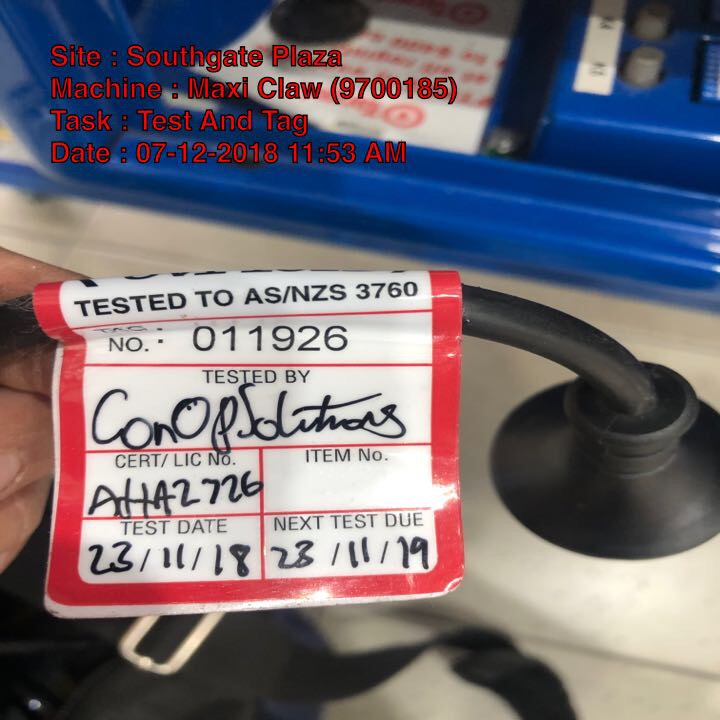 Site : Southgate Plaza
Machine : Maxi Claw (9700185)
Task : Test And Tag
Date : 07-12-2018 11:53 AM
TESTED TO AS/NZS 3760
TAG
NO. : 011926
TESTED BY
ConOpSolutions
CERT/ LIC No. ITEM No.
AHA2726
TEST DATE NEXT TEST DUE
23/11/18 23/11/19